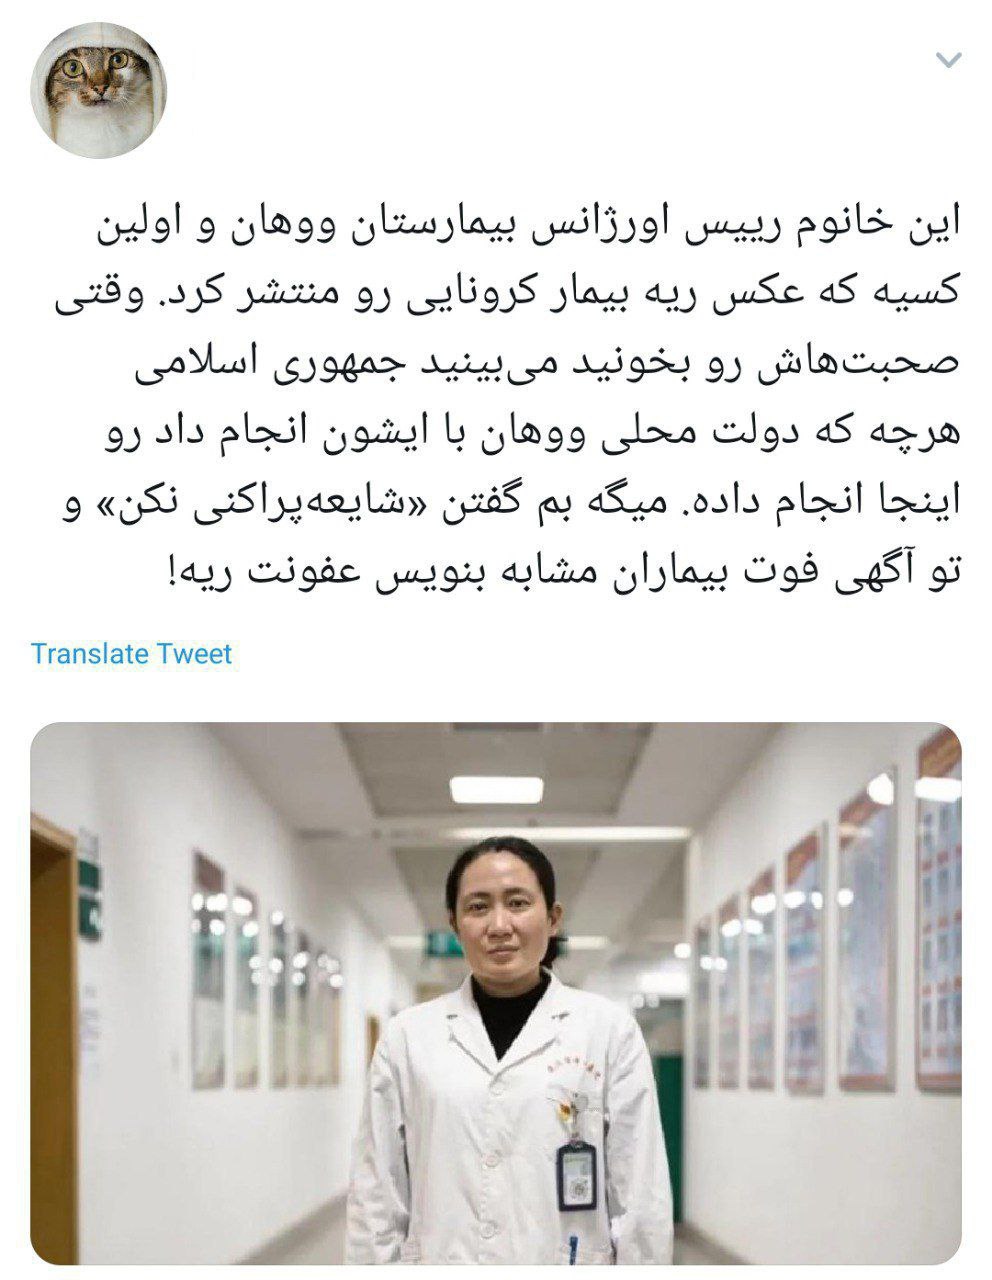 این خانوم رییس اورژانس بیمارستان ووهان و اولین
کسیه که عکس ریه بیمار کرونایی رو منتشر کرد. وقتی
صحبت‌هاش رو بخونید می‌بینید جمهوری اسلامی
هرچه که دولت محلی ووهان با ایشون انجام داد رو
اینجا انجام داده. میگه بم گفتن «شایعه‌پراکنی نکن» و
تو آگهی فوت بیماران مشابه بنویس عفونت ریه!
Translate Tweet